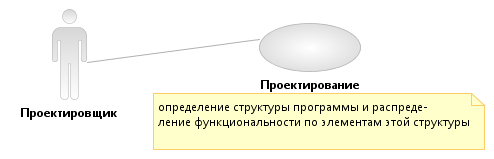 Проектирование
Проектировщик
определение структуры программы и распреде-
ление функциональности по элементам этой структуры